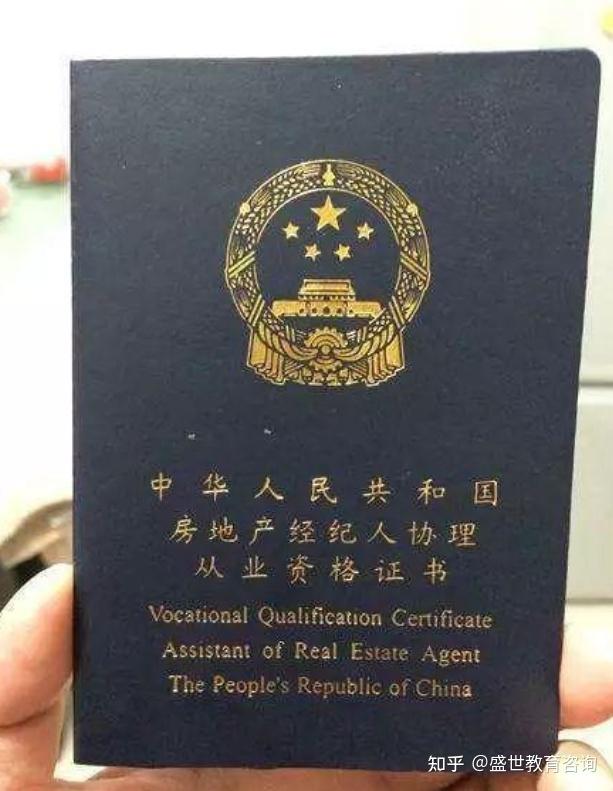 中华人民共和国
房地产经纪人协理
从业资格证书
Vocational Qualification Certificate
Assistant of Real Estate Agent
The People's Republic of China
知乎 @盛世教育咨询